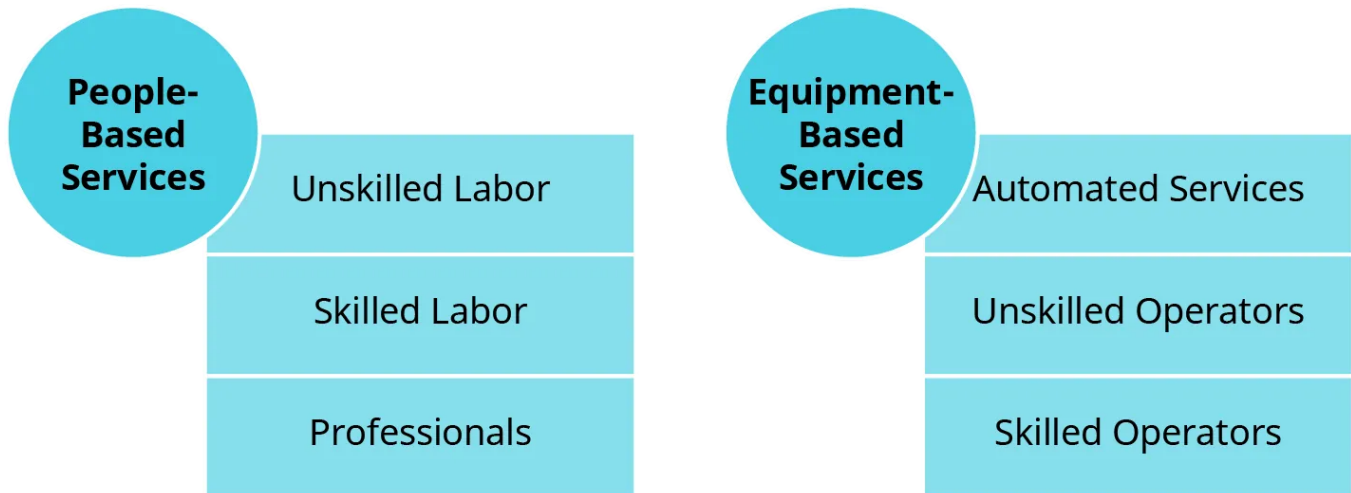 People-
Based
Services
Unskilled Labor
Skilled Labor
Professionals
Equipment-
Based
Services
Automated Services
Unskilled Operators
Skilled Operators